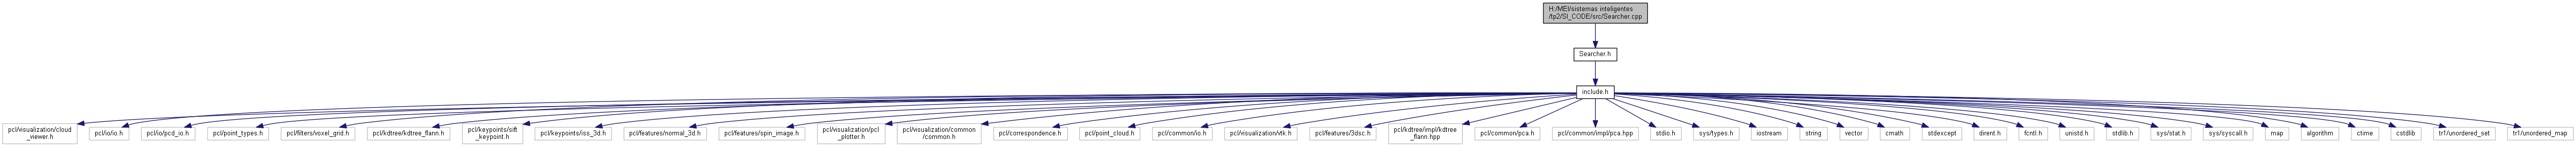 H:/MEI/sistemas inteligentes
/tp2/SI_CODE/src/Searcher.cpp
Searcher.h
include.h
pcl/visualization/cloud
_viewer.h
pcl/io/io.h
pcl/io/pcd_io.h
pcl/point_types.h
pcl/filters/voxel_grid.h
pcl/kdtree/kdtree_flann.h
pcl/keypoints/sift
_keypoint.h
pcl/keypoints/iss_3d.h
pcl/features/normal_3d.h
pcl/features/spin_image.h
pcl/visualization/pcl
_plotter.h
pcl/visualization/common
/common.h
pcl/correspondence.h
pcl/point_cloud.h
pcl/common/io.h
pcl/visualization/vtk.h
pcl/features/3dsc.h
pcl/kdtree/impl/kdtree
_flann.hpp
pcl/common/pca.h
pcl/common/impl/pca.hpp
stdio.h
sys/types.h
iostream
string
vector
cmath
stdexcept
dirent.h
fcntl.h
unistd.h
stdlib.h
sys/stat.h
sys/syscall.h
map
algorithm
ctime
cstdlib
tr1/unordered_set
tr1/unordered_map